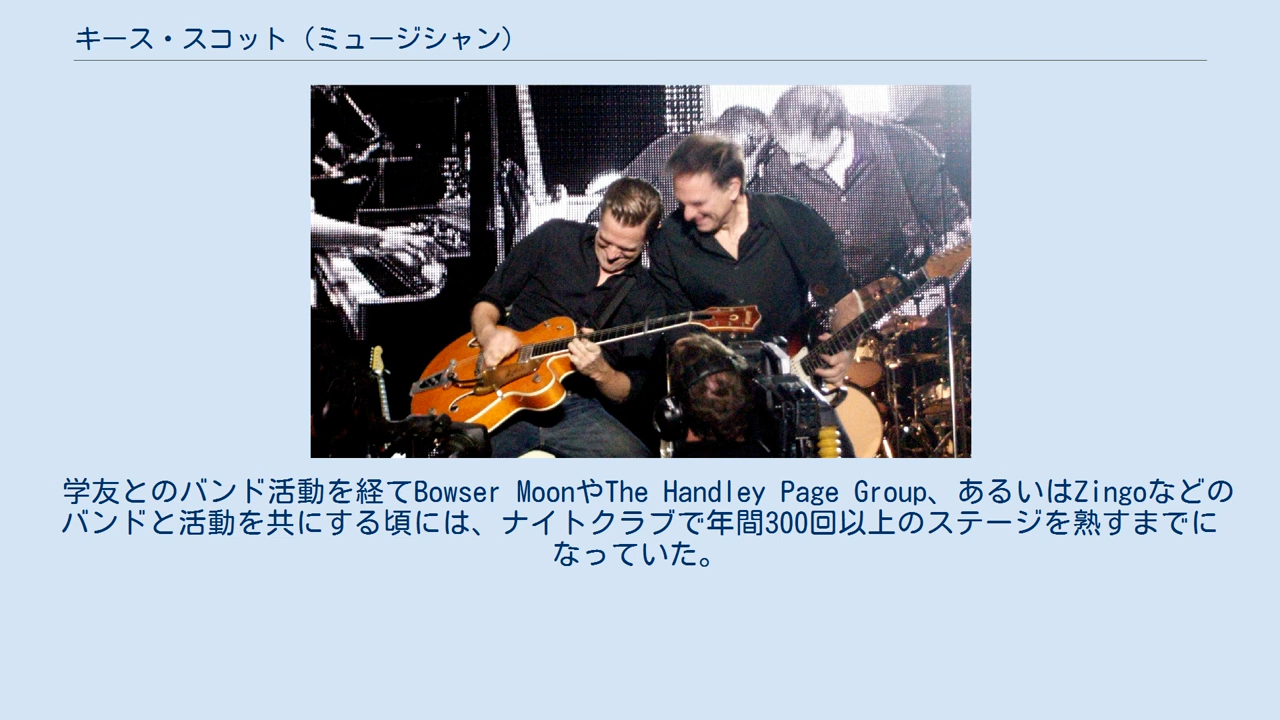 キース・スコット（ミュージシャン）
学友とのバンド活動を経てBowser MoonやThe Handley Page Group、あるいはZingoなどの
バンドと活動を共にする頃には、ナイトクラブで年間300回以上のステージを熟すまでに
なっていた。